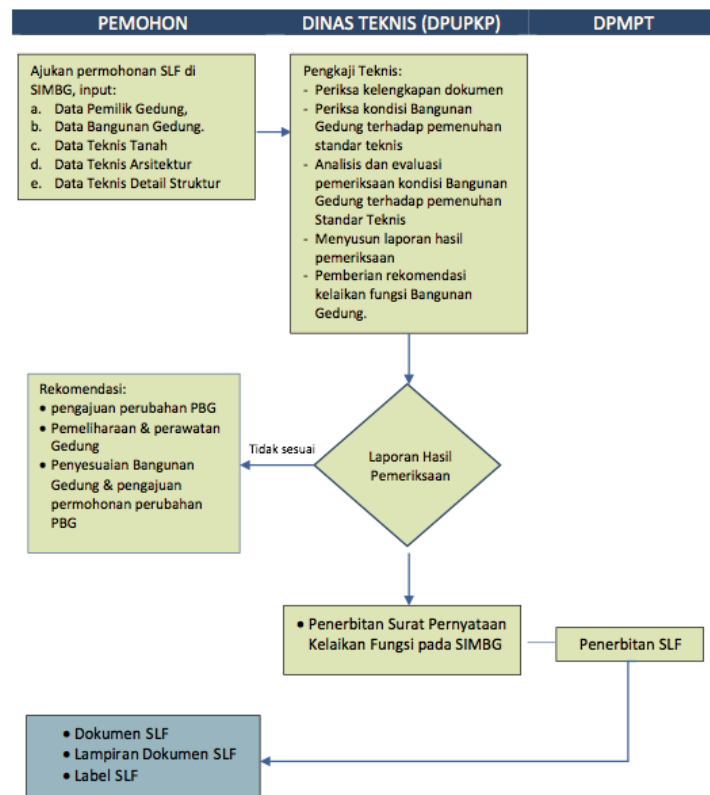 PEMOHON
DINAS TEKNIS (DPUPKP)
DPMPT
Ajukan permohonan SLF di
SIMBG, input:
a. Data Pemilik Gedung,
b. Data Bangunan Gedung.
c. Data Teknis Tanah
d. Data Teknis Arsitektur
e. Data Teknis Detail Struktur
Pengkaji Teknis:
- Periksa kelengkapan dokumen
- Periksa kondisi Bangunan
Gedung terhadap pemenuhan
standar teknis
- Analisis dan evaluasi
pemeriksaan kondisi Bangunan
Gedung terhadap pemenuhan
Standar Teknis
- Menyusun laporan hasil
pemeriksaan
- Pemberian rekomendasi
kelaikan fungsi Bangunan
Gedung.
Rekomendasi:
• pengajuan perubahan PBG
• Pemeliharaan & perawatan
Gedung
• Penyesuaian Bangunan
Gedung & pengajuan
permohonan perubahan
PBG
Tidak sesuai
Laporan Hasil
Pemeriksaan
• Penerbitan Surat Pernyataan
Kelaikan Fungsi pada SIMBG
Penerbitan SLF
• Dokumen SLF
• Lampiran Dokumen SLF
• Label SLF